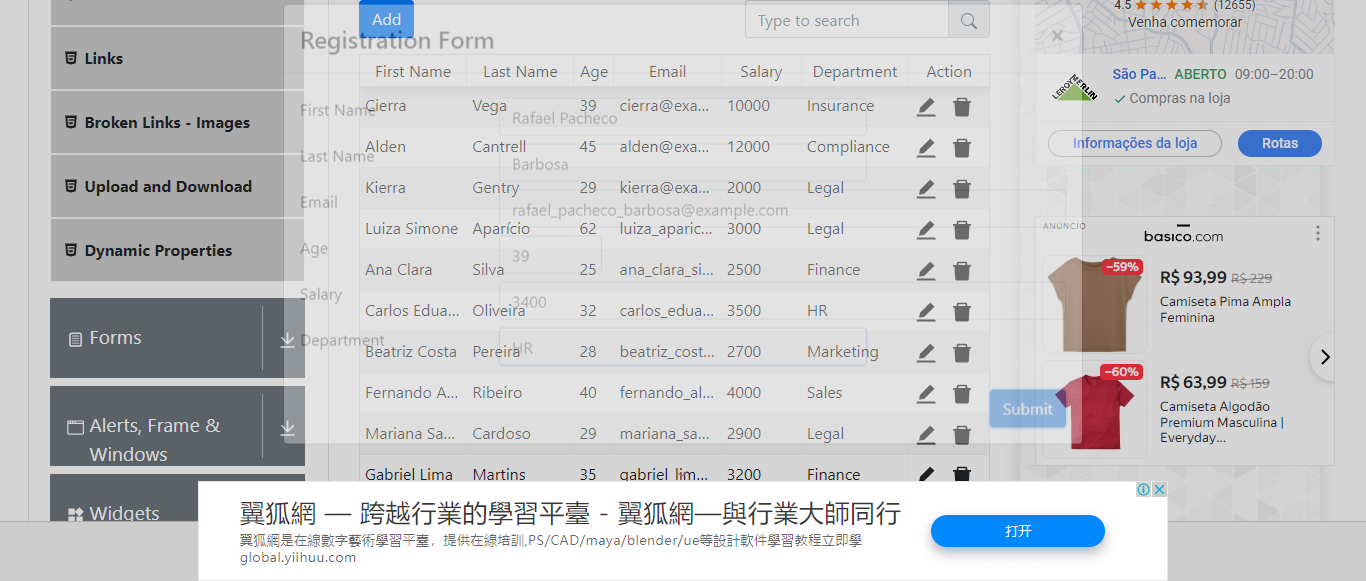 Links
Broken Links - Images
Upload and Download
Dynamic Properties
Forms
Alerts, Frame &
Windows
Widgets
Add
Type to search
Registration Form
First Name Last Name Age Email Salary Department Action
Cierra Vega 39 cierra@exa... 10000 Insurance
Alden Cantrell 45 alden@exa... 12000 Compliance
Kierra Gentry 29 kierra@exa... 2000 Legal
Luiza Simone Aparício 62 luiza_aparic... 3000 Legal
Ana Clara Silva 25 ana_clara_si... 2500 Finance
Carlos Edua... Oliveira 32 carlos_edua... 3500 HR
Beatriz Costa Pereira 28 beatriz_cost... 2700 Marketing
Fernando A... Ribeiro 40 fernando_al... 4000 Sales
Mariana Sa... Cardoso 29 mariana_sa... 2900 Legal
Gabriel Lima Martins 35 gabriel_lim... 3200 Finance
First Name Rafael Pacheco
Last Name Barbosa
Email rafael_pacheco_barbosa@example.com
Age 39
Salary 3400
Department HR
Submit
×
4.5 (12655)
Venha comemorar
LEROY MERLIN
São Pa... ABERTO 09:00–20:00
Compras na loja
Informações da loja
Rotas
ANÚNCIO
basico.com
−59%
R$ 93,99 R$ 229
Camiseta Pima Ampla
Feminina
−60%
R$ 63,99 R$ 159
Camiseta Algodão
Premium Masculina |
Everyday...
翼狐網 — 跨越行業的學習平臺 - 翼狐網—與行業大師同行
翼狐網是在線數字藝術學習平臺，提供在線培訓,PS/CAD/maya/blender/ue等設計軟件學習教程立即學
global.yiihuu.com
打开